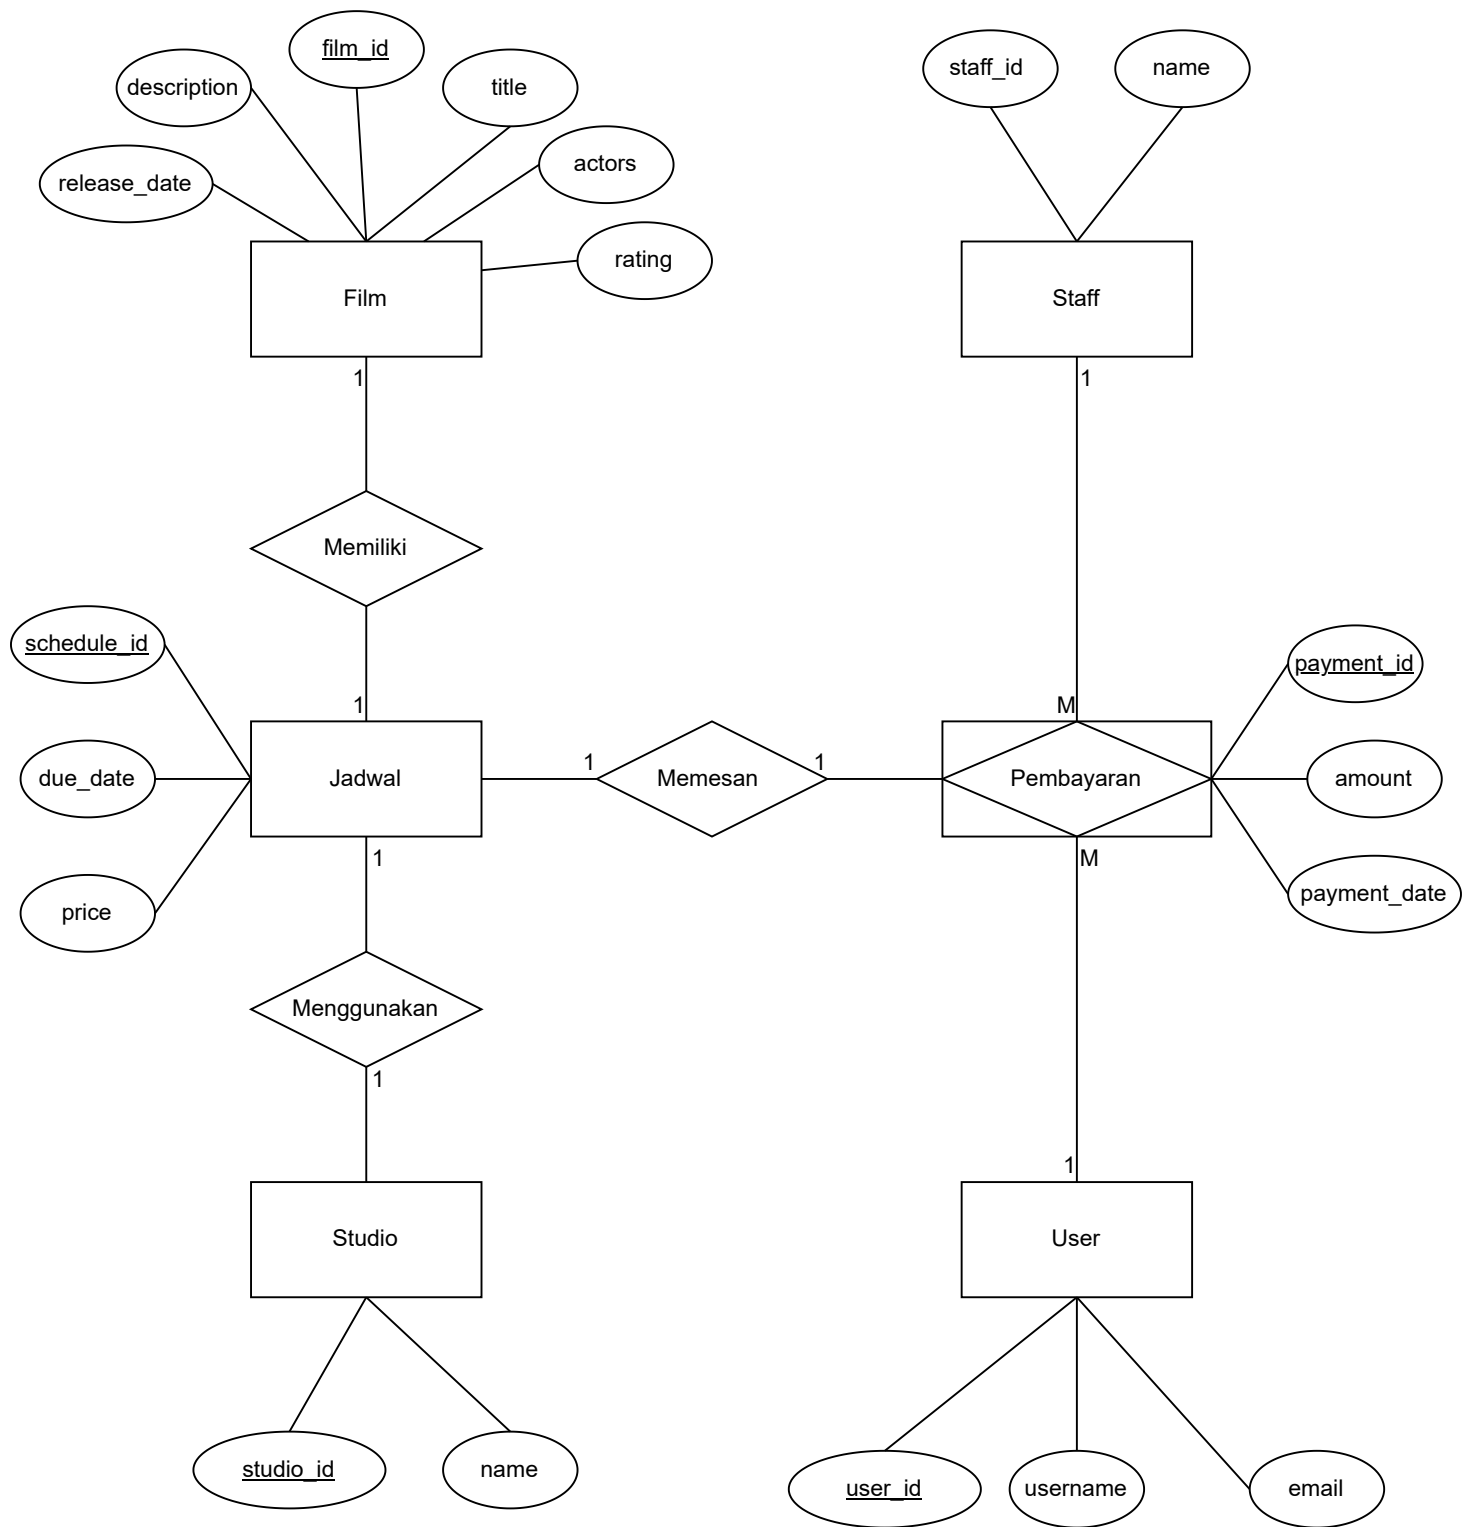 film_id
staff_id
name
description
title
actors
release_date
rating
Film
Staff
1
1
Memiliki
schedule_id
payment_id
1
M
due_date
Jadwal
1
Memesan
1
Pembayaran
amount
1
M
payment_date
price
Menggunakan
1
1
Studio
User
studio_id
name
user_id
username
email